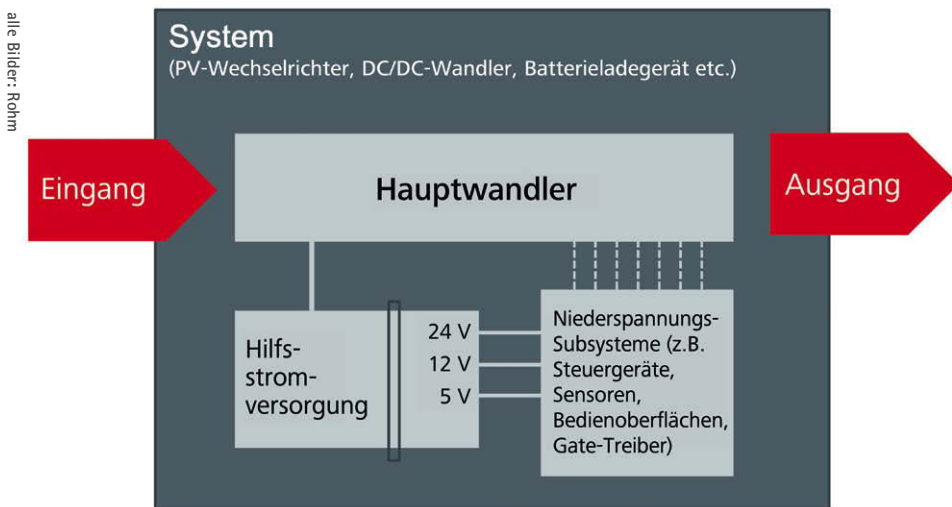 alle Bilder: Rohm
System
(PV-Wechselrichter, DC/DC-Wandler, Batterieladegerät etc.)
Eingang
Hauptwandler
Ausgang
Hilfs-
strom-
versorgung
24 V
12 V
5 V
Niederspannungs-
Subsysteme (z.B.
Steuergeräte,
Sensoren,
Bedienoberflächen,
Gate-Treiber)